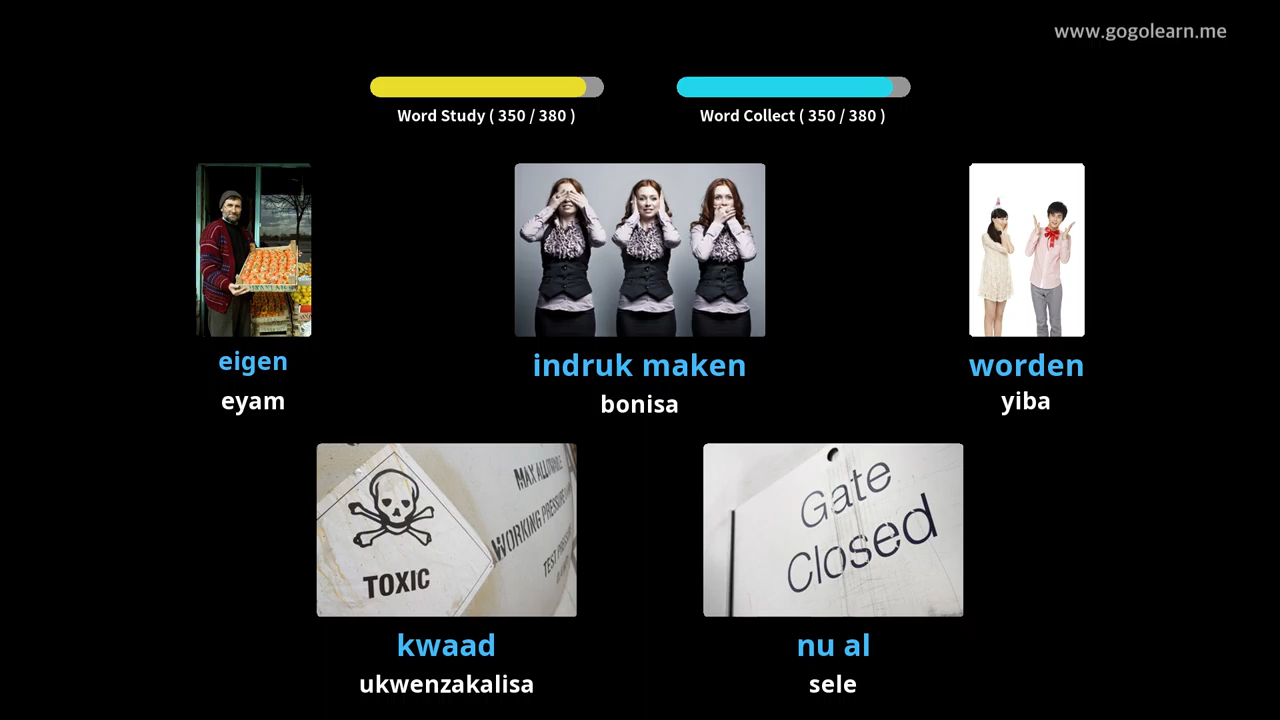 www.gogolearn.me
Word Study ( 350 / 380 )
Word Collect ( 350 / 380 )
eigen
eyam
indruk maken
bonisa
worden
yiba
TOXIC
MAX ALLOWABLE
WORKING PRESSURE
Gate
Closed
kwaad
ukwenzakalisa
nu al
sele